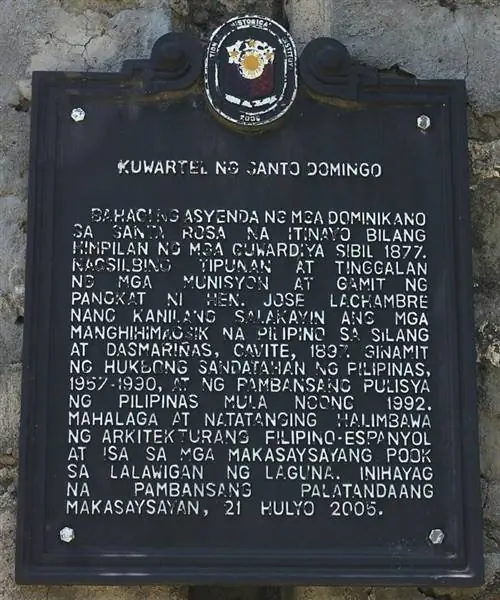 HISTORICAL INSTITUTE
2005
KUWARTEL NG SANTO DOMINGO
BAHAGI NG ASYENDA NG MGA DOMINIKANO
SA SANTA ROSA NA ITINAYO BILANG
HIMPILAN NG MGA GUWARDIYA SIBIL 1877.
NAGSILBING TIPUNAN AT TINGGALAN
NG MGA MUNISYON AT GAMIT NG
PANGKAT NI HEN. JOSE LACHAMBRE
NANG KANILANG SALAKAYIN ANG MGA
MANGHIHIMAGSIK NA PILIPINO SA SILANG
AT DASMARIÑAS, CAVITE, 1897. GINAMIT
NG HUKBONG SANDATAHAN NG PILIPINAS,
1957-1990, AT NG PAMBANSANG PULISYA
NG PILIPINAS MULA NOONG 1992.
MAHALAGA AT NATATANGING HALIMBAWA
NG ARKITEKTURANG FILIPINO-ESPANYOL
AT ISA SA MGA MAKASAYSAYANG POOK
SA LALAWIGAN NG LAGUNA. INIHAYAG
NA PAMBANSANG PALATANDAANG
MAKASAYSAYAN, 21 HULYO 2005.